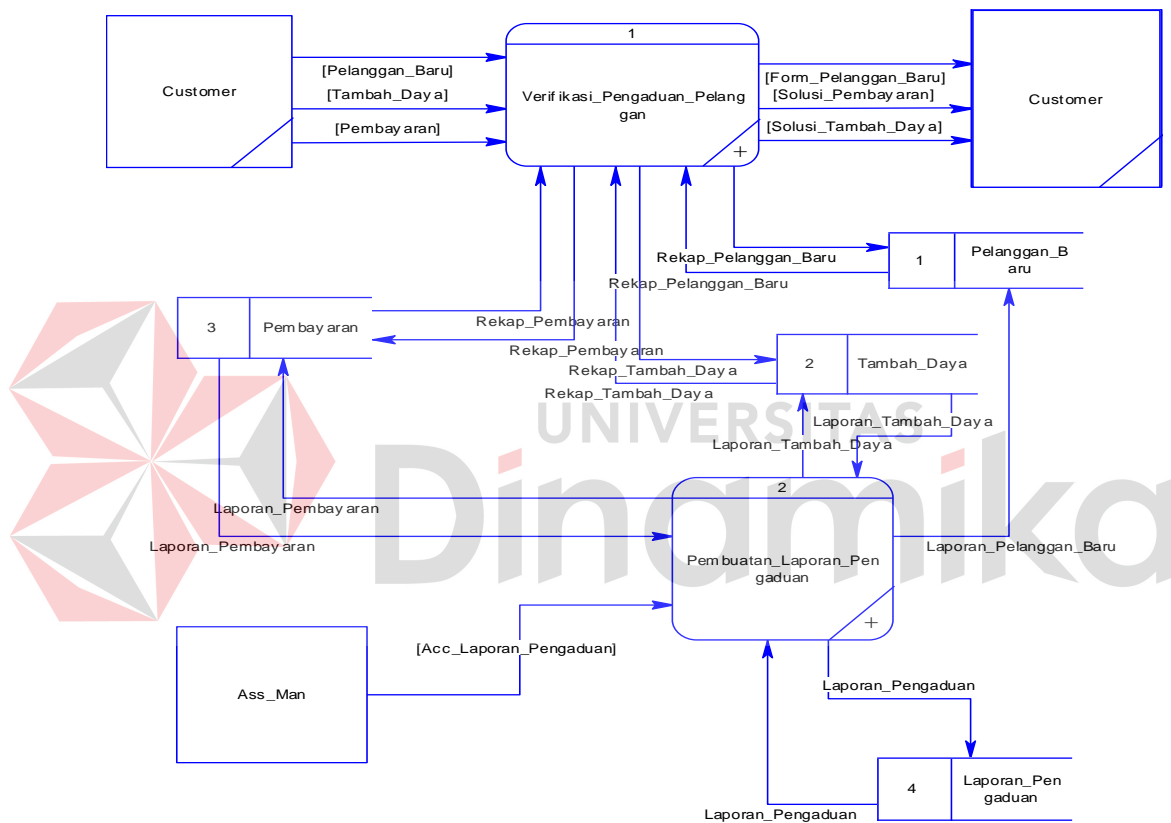 1
Customer
[Pelanggan_Baru]
[Tambah_Daya]
[Pembayaran]
Verifikasi_Pengaduan_Pelang
gan
+
[Form_Pelanggan_Baru]
[Solusi_Pembayaran]
[Solusi_Tambah_Daya]
Customer
Rekap_Pelanggan_Baru
Rekap_Pelanggan_Baru
1
Pelanggan_B
aru
3
Pembayaran
Rekap_Pembayaran
Rekap_Pembayaran
Rekap_Tambah_Daya
Rekap_Tambah_Daya
2
Tambah_Daya
UNIVERSITAS
Dinamika
Laporan_Tambah_Daya
Laporan_Tambah_Daya
2
Laporan_Pembayaran
Laporan_Pembayaran
Pembuatan_Laporan_Pen
gaduan
+
Laporan_Pelanggan_Baru
[Acc_Laporan_Pengaduan]
Ass_Man
Laporan_Pengaduan
Laporan_Pengaduan
4
Laporan_Pen
gaduan